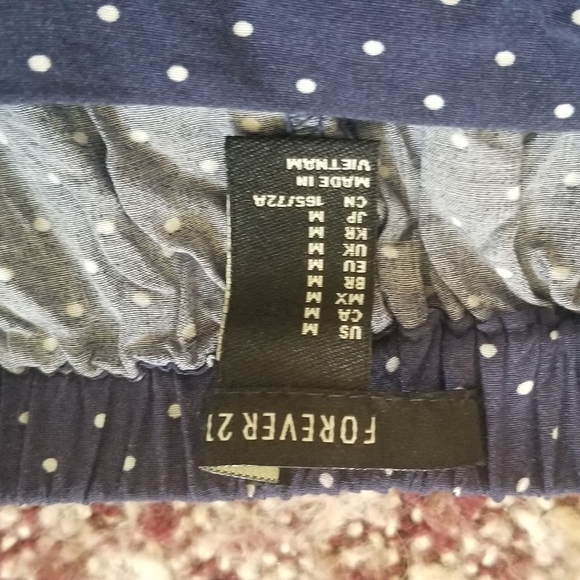 FOREVER 21
US M
CA M
MX M
BR M
EU M
UK M
KR M
JP M
CN 165/72A
MADE IN
VIETNAM